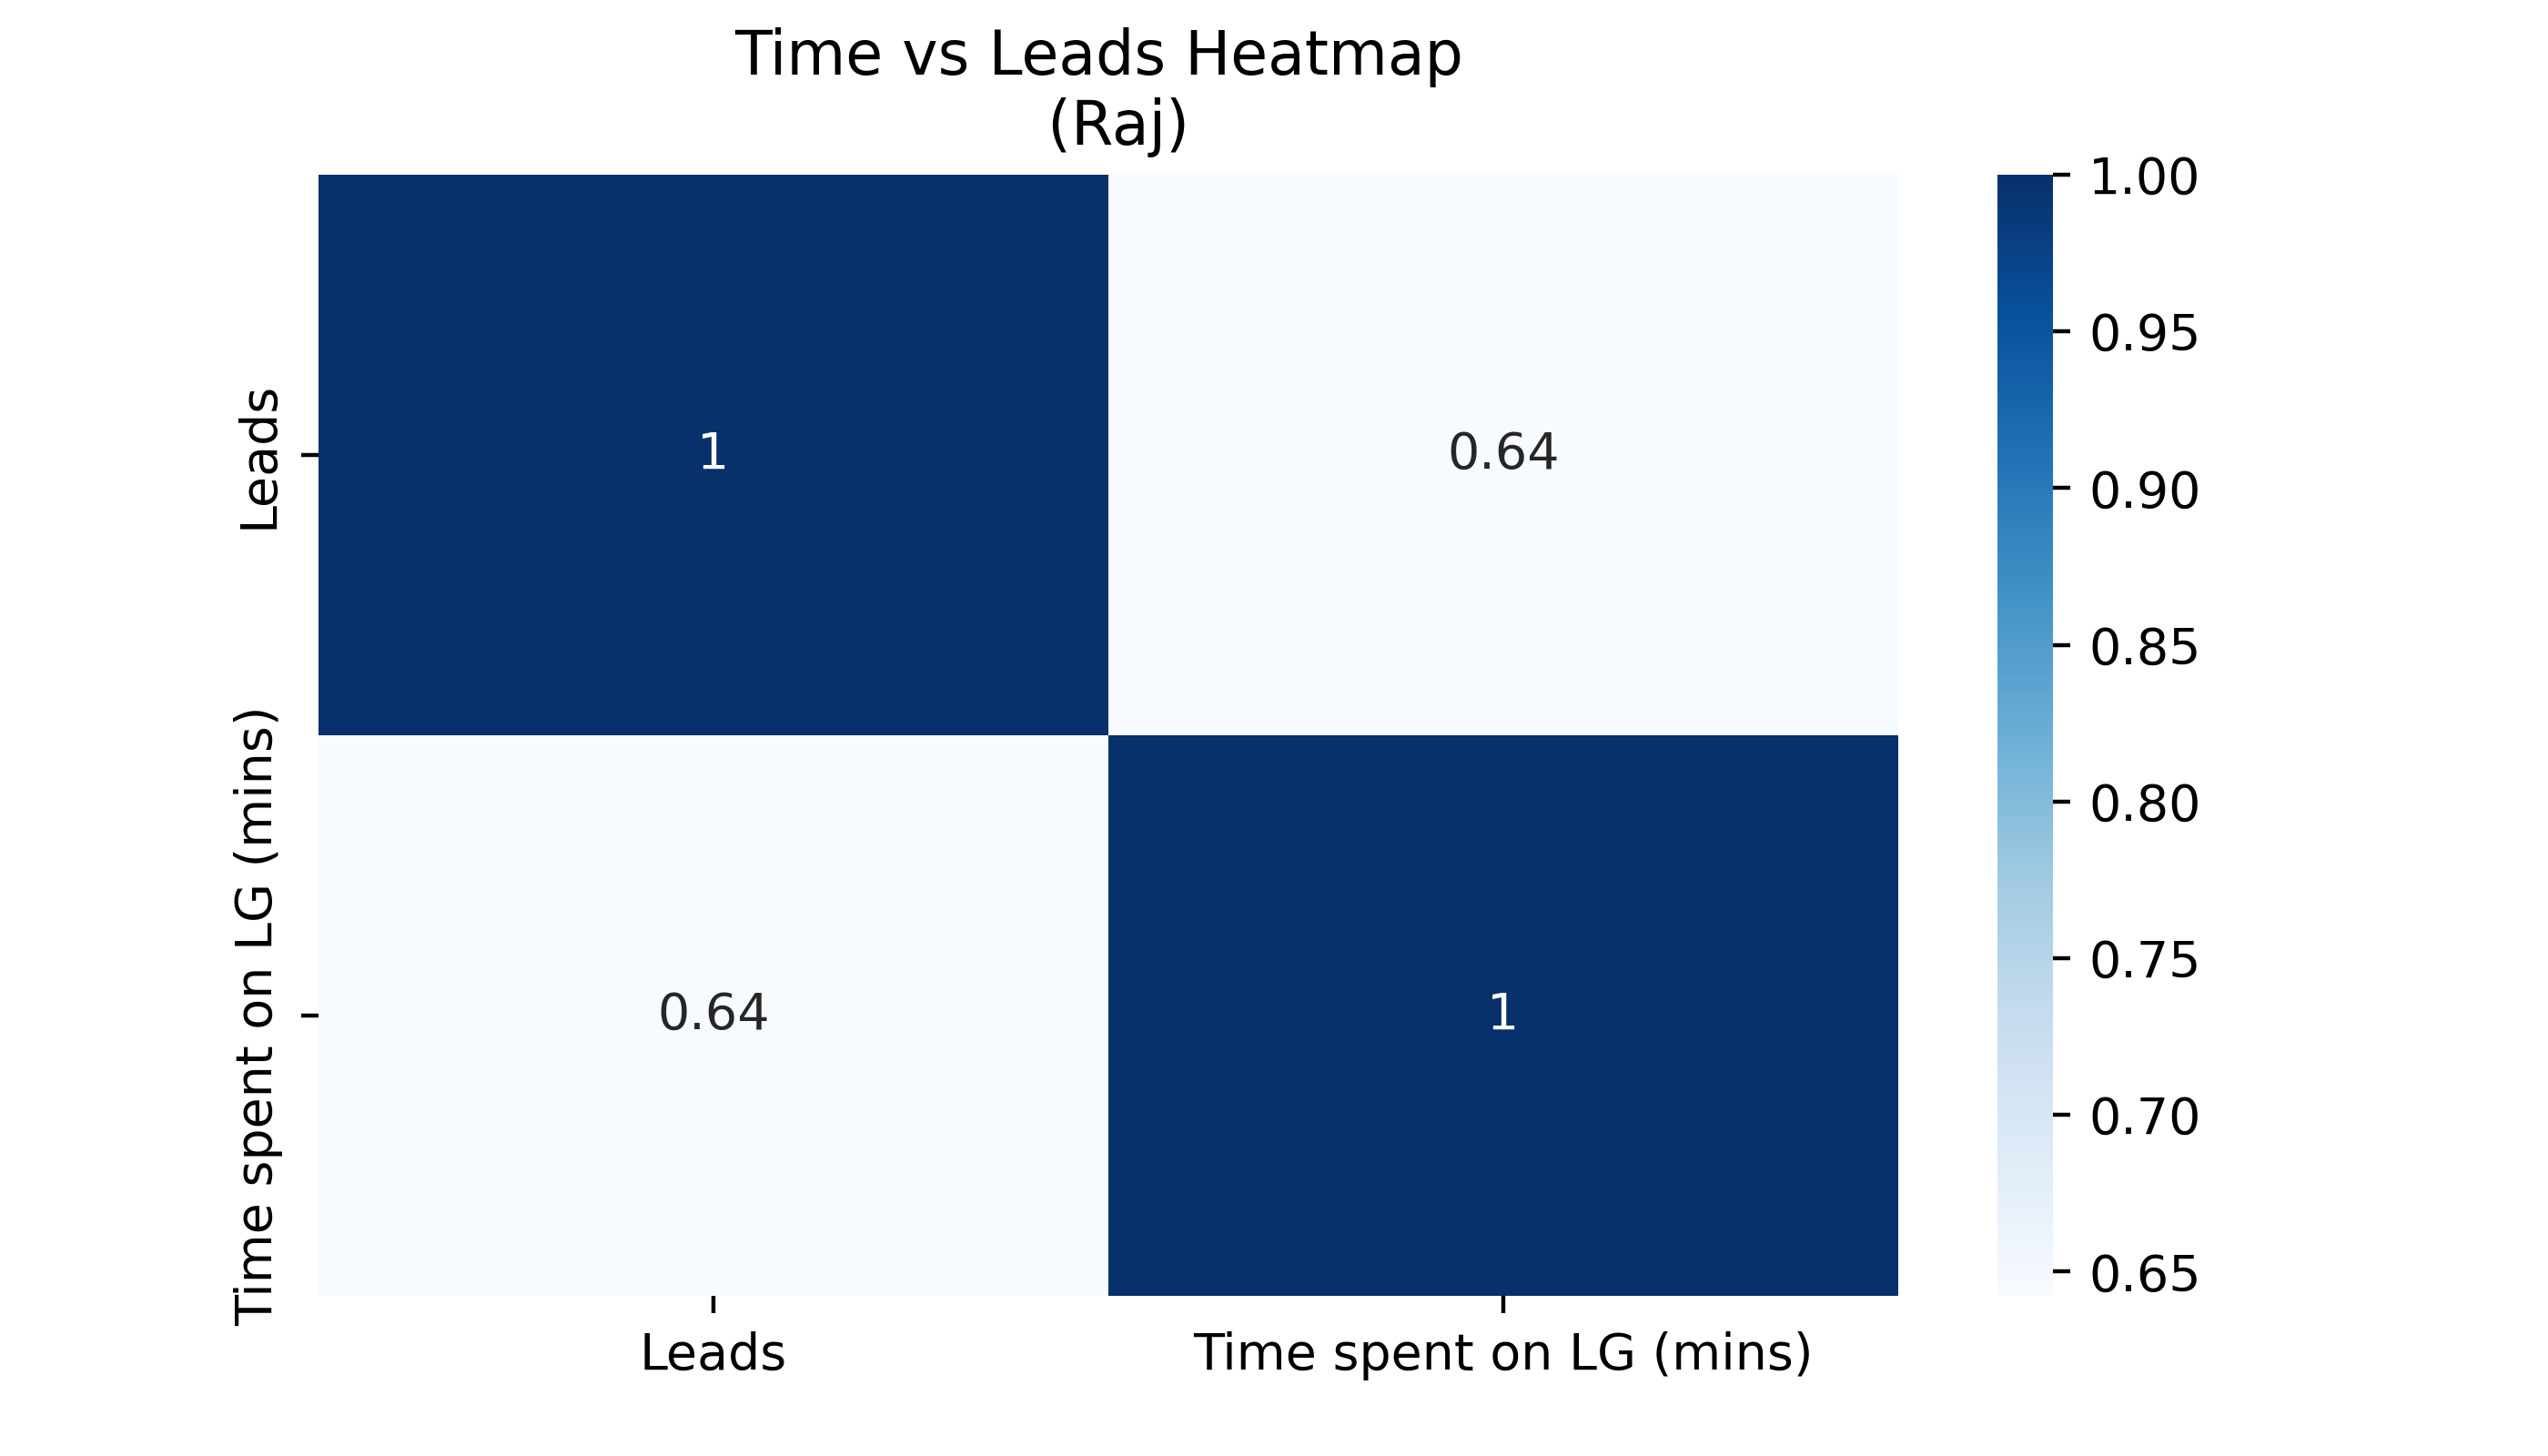 Time vs Leads Heatmap
(Raj)
Leads
Time spent on LG (mins)
1
0.64
0.64
1
Leads
Time spent on LG (mins)
1.00
0.95
0.90
0.85
0.80
0.75
0.70
0.65